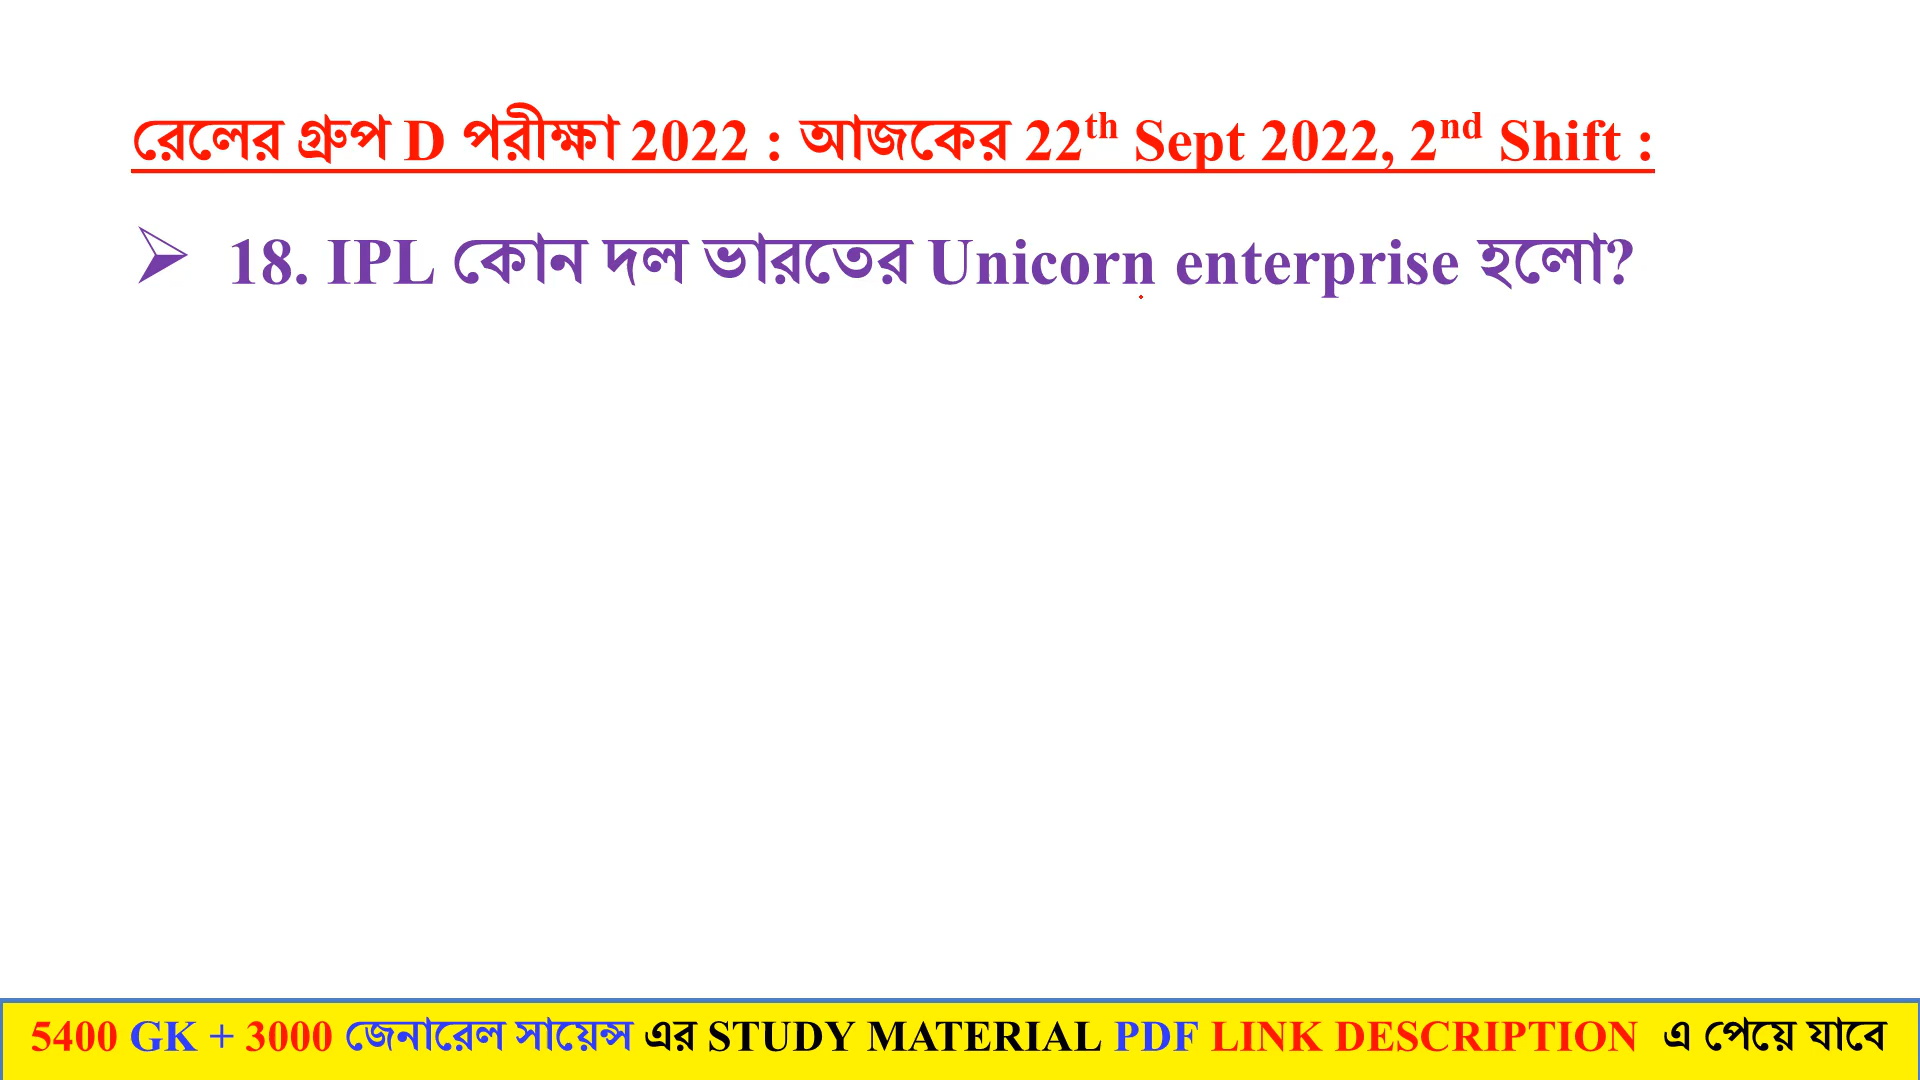 রেলের গ্রুপ D পরীক্ষা 2022 : আজকের 22th Sept 2022, 2nd Shift :
➢ 18. IPL কোন দল ভারতের Unicorn enterprise হলো?
5400 GK + 3000 জেনারেল সায়েন্স এর STUDY MATERIAL PDF LINK DESCRIPTION এ পেয়ে যাবে